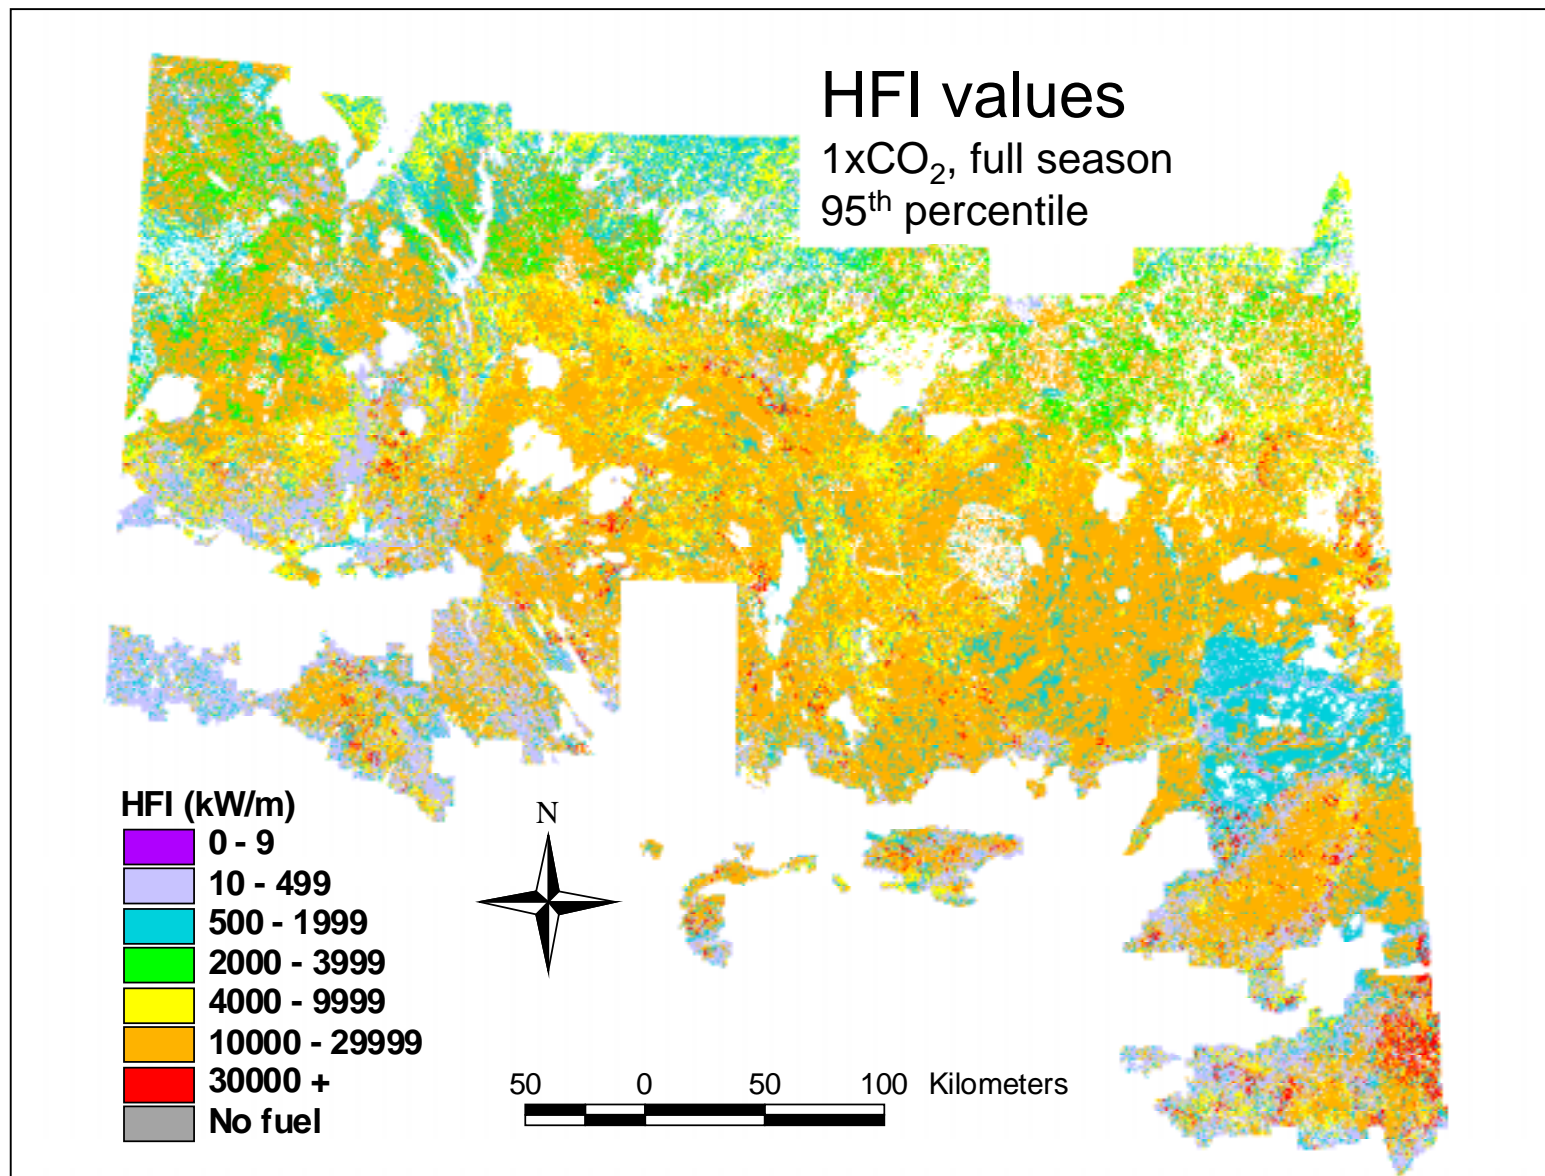 HFI values
1xCO₂, full season
95ᵗʰ percentile
HFI (kW/m)
0 - 9
10 - 499
500 - 1999
2000 - 3999
4000 - 9999
10000 - 29999
30000 +
No fuel
N
50 0 50 100 Kilometers